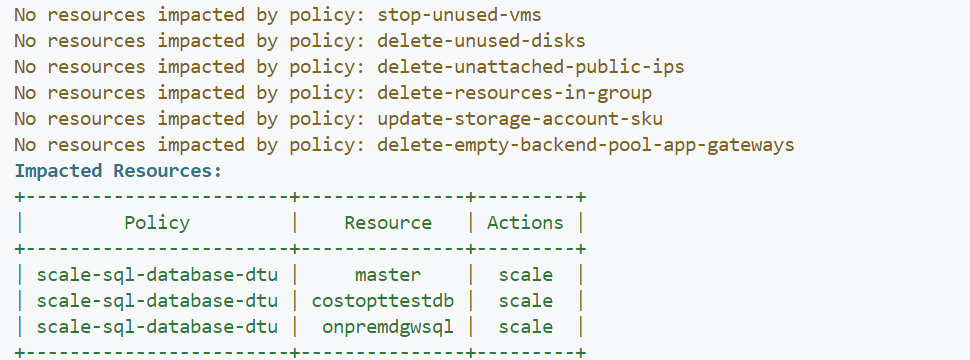 No resources impacted by policy: stop-unused-vms
No resources impacted by policy: delete-unused-disks
No resources impacted by policy: delete-unattached-public-ips
No resources impacted by policy: delete-resources-in-group
No resources impacted by policy: update-storage-account-sku
No resources impacted by policy: delete-empty-backend-pool-app-gateways
Impacted Resources:
+-------------------------+---------------+---------+
|          Policy         |    Resource   | Actions |
+-------------------------+---------------+---------+
| scale-sql-database-dtu |     master    |  scale  |
| scale-sql-database-dtu | costopttestdb |  scale  |
| scale-sql-database-dtu |  onpremdgwsql |  scale  |
+-------------------------+---------------+---------+